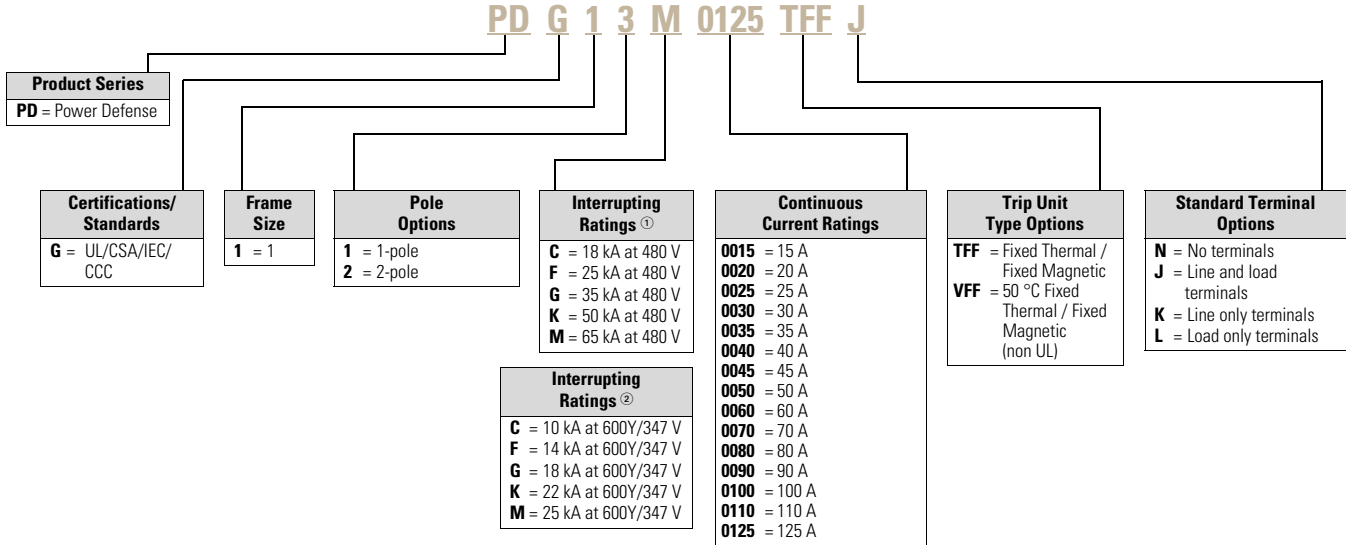 PD G 1 3 M 0125 TFF J
Product Series
PD = Power Defense
Certifications/
Standards
G = UL/CSA/IEC/
CCC
Frame
Size
1 = 1
Pole
Options
1 = 1-pole
2 = 2-pole
Interrupting
Ratings ①
C = 18 kA at 480 V
F = 25 kA at 480 V
G = 35 kA at 480 V
K = 50 kA at 480 V
M = 65 kA at 480 V
Interrupting
Ratings ②
C = 10 kA at 600Y/347 V
F = 14 kA at 600Y/347 V
G = 18 kA at 600Y/347 V
K = 22 kA at 600Y/347 V
M = 25 kA at 600Y/347 V
Continuous
Current Ratings
0015 = 15 A
0020 = 20 A
0025 = 25 A
0030 = 30 A
0035 = 35 A
0040 = 40 A
0045 = 45 A
0050 = 50 A
0060 = 60 A
0070 = 70 A
0080 = 80 A
0090 = 90 A
0100 = 100 A
0110 = 110 A
0125 = 125 A
Trip Unit
Type Options
TFF = Fixed Thermal /
Fixed Magnetic
VFF = 50 °C Fixed
Thermal / Fixed
Magnetic
(non UL)
Standard Terminal
Options
N = No terminals
J = Line and load
terminals
K = Line only terminals
L = Load only terminals